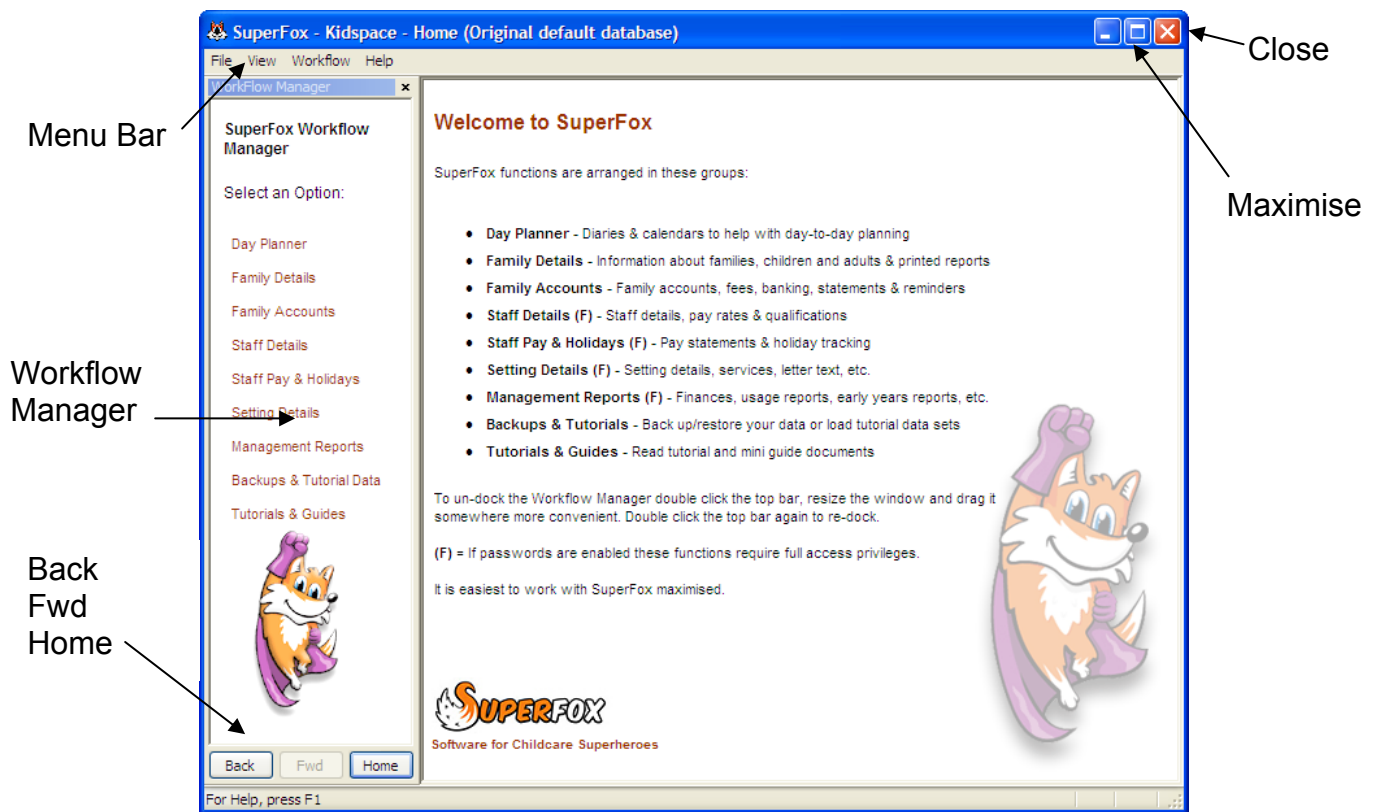 SuperFox - Kidspace - Home (Original default database)
Close
File View Workflow Help
WorkFlow Manager
Menu Bar
SuperFox Workflow
Manager
Select an Option:
Day Planner
Family Details
Family Accounts
Staff Details
Staff Pay & Holidays
Setting Details
Management Reports
Backups & Tutorial Data
Tutorials & Guides
Workflow
Manager
Back
Fwd
Home
Back Fwd Home
Welcome to SuperFox
SuperFox functions are arranged in these groups:
• Day Planner - Diaries & calendars to help with day-to-day planning
• Family Details - Information about families, children and adults & printed reports
• Family Accounts - Family accounts, fees, banking, statements & reminders
• Staff Details (F) - Staff details, pay rates & qualifications
• Staff Pay & Holidays (F) - Pay statements & holiday tracking
• Setting Details (F) - Setting details, services, letter text, etc.
• Management Reports (F) - Finances, usage reports, early years reports, etc.
• Backups & Tutorials - Back up/restore your data or load tutorial data sets
• Tutorials & Guides - Read tutorial and mini guide documents
To un-dock the Workflow Manager double click the top bar, resize the window and drag it
somewhere more convenient. Double click the top bar again to re-dock.
(F) = If passwords are enabled these functions require full access privileges.
It is easiest to work with SuperFox maximised.
SUPERFOX
Software for Childcare Superheroes
Maximise
For Help, press F1